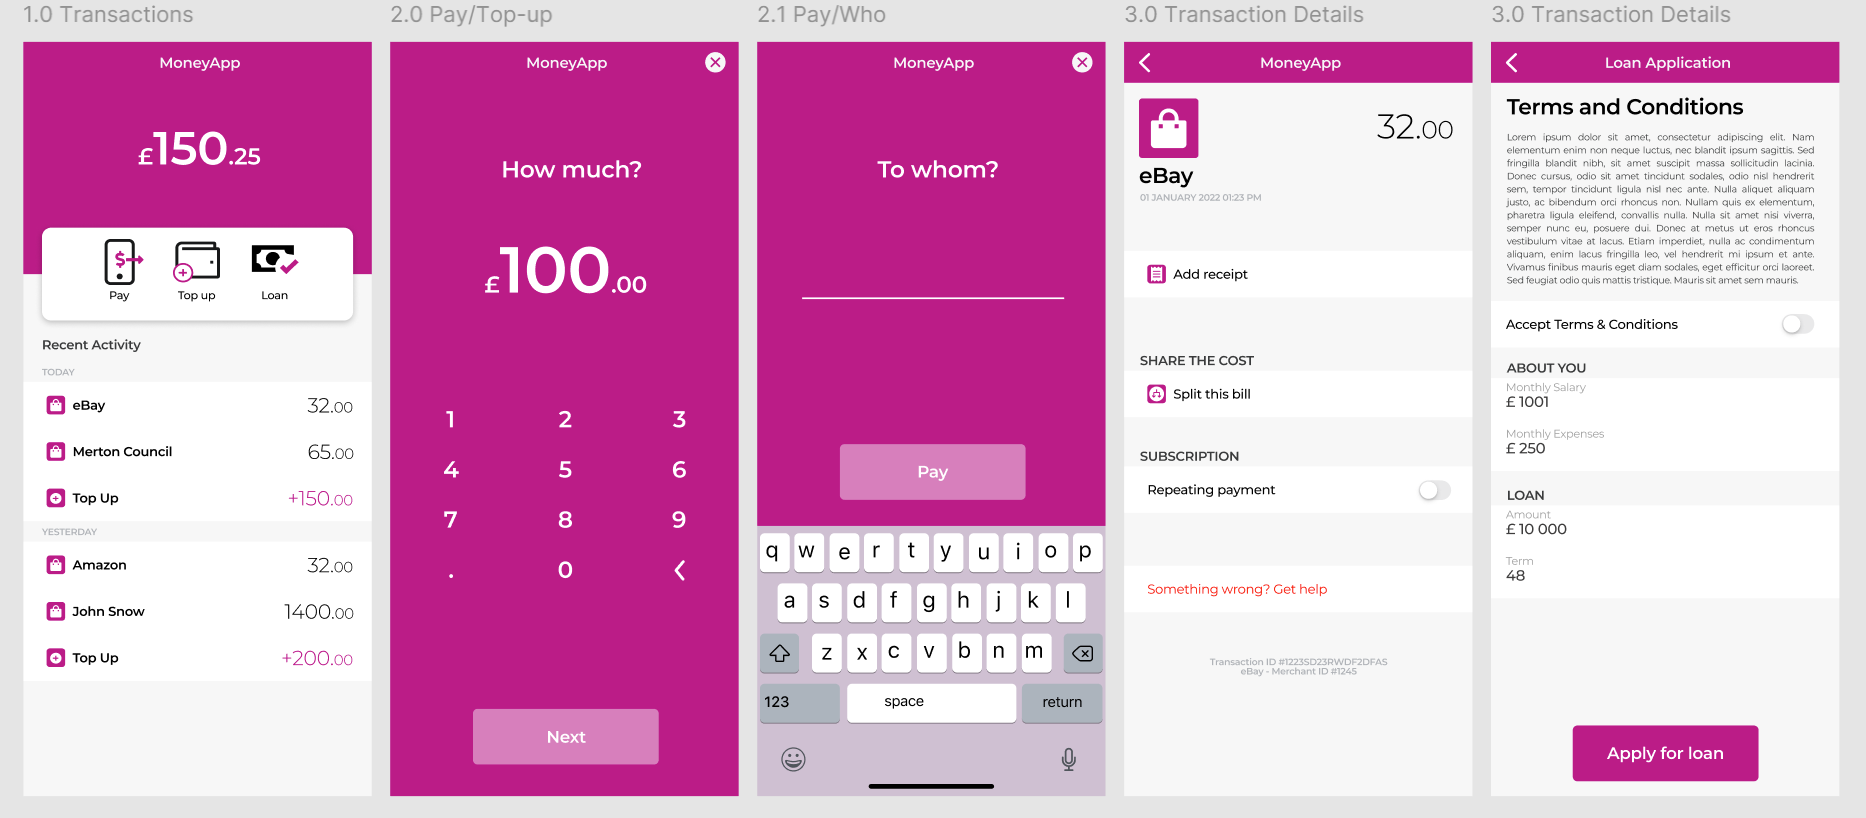 1.0 Transactions
MoneyApp
£150.25
Pay
Top up
Loan
Recent Activity
TODAY
eBay 32.00
Merton Council 65.00
Top Up +150.00
YESTERDAY
Amazon 32.00
John Snow 1400.00
Top Up +200.00
2.0 Pay/Top-up
MoneyApp
How much?
£100.00
1 2 3
4 5 6
7 8 9
. 0
Next
2.1 Pay/Who
MoneyApp
To whom?
Pay
q w e r t y u i o p
a s d f g h j k l
z x c v b n m
123 space return
3.0 Transaction Details
MoneyApp
32.00
eBay
01 JANUARY 2022 01:23 PM
Add receipt
SHARE THE COST
Split this bill
SUBSCRIPTION
Repeating payment
Something wrong? Get help
Transaction ID #12235D23RWDF2DFAS
eBay - Merchant ID #1245
3.0 Transaction Details
Loan Application
Terms and Conditions
Lorem ipsum dolor sit amet, consectetur adipiscing elit. Nam
elementum enim non neque luctus, nec blandit ipsum sagittis. Sed
fringilla blandit nibh, sit amet suscipit massa sollicitudin lacinia.
Donec cursus, odio sit amet tincidunt sodales, odio nisl hendrerit
sem, tempor tincidunt ligula nisl nec ante. Nulla aliquet aliquam
justo, ac bibendum orci rhoncus non. Nullam quis ex elementum,
pharetra ligula eleifend, convallis nulla. Nulla sit amet nisi viverra,
semper nunc eu, posuere dui. Donec at metus ut eros rhoncus
vestibulum vitae at lacus. Etiam imperdiet, nulla ac condimentum
aliquam, enim lacus fringilla leo, vel hendrerit mi ipsum et ante.
Vivamus finibus mauris eget diam sodales, eget efficitur orci laoreet.
Sed feugiat odio quis mattis tristique. Mauris sit amet sem mauris.
Accept Terms & Conditions
ABOUT YOU
Monthly Salary
£ 1001
Monthly Expenses
£ 250
LOAN
Amount
£ 10 000
Term
48
Apply for loan